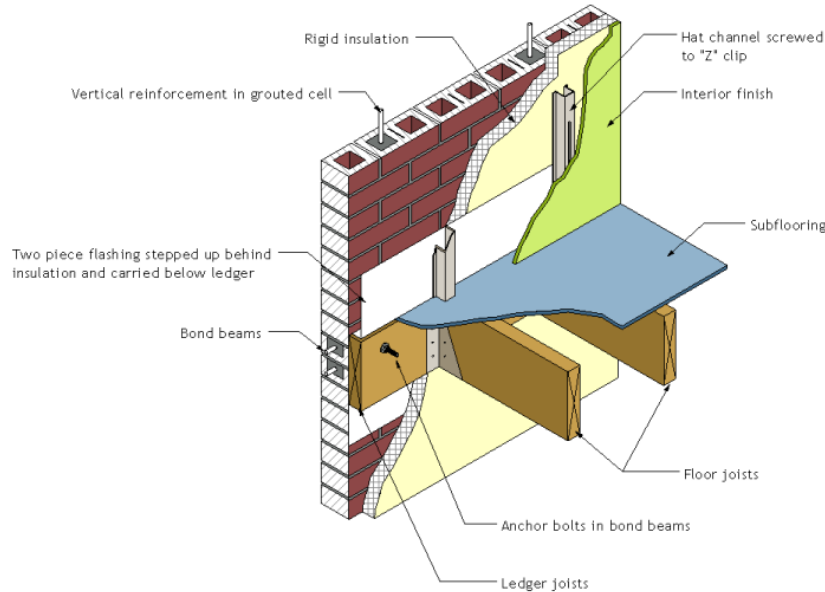 Rigid insulation
Hat channel screwed
to "Z" clip
Vertical reinforcement in grouted cell
Interior finish
Subflooring
Two piece flashing stepped up behind
insulation and carried below ledger
Bond beams
Floor joists
Anchor bolts in bond beams
Ledger joists